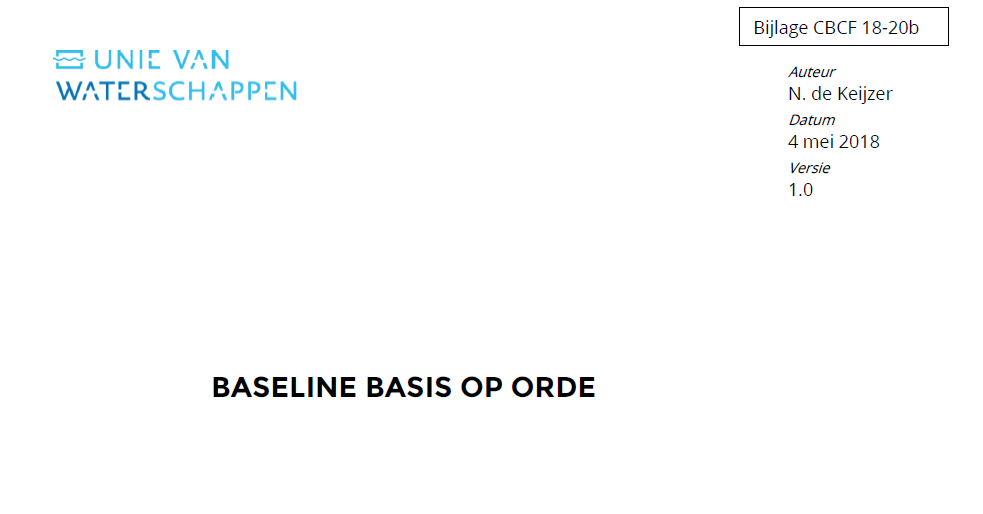 Bijlage CBCF 18-20b
UNIE VAN
WATERSCHAPPEN
Auteur
N. de Keijzer
Datum
4 mei 2018
Versie
1.0
BASELINE BASIS OP ORDE